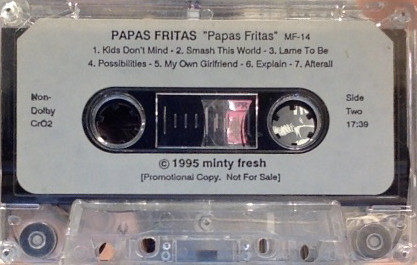 PAPAS FRITAS "Papas Fritas" MF-14
1. Kids Don't Mind - 2. Smash This World - 3. Lame To Be
4. Possibilities - 5. My Own Girlfriend - 6. Explain - 7. Afterall
Non-
Dolby
CrO2
Side
Two
17:39
© 1995 minty fresh
[Promotional Copy. Not For Sale]